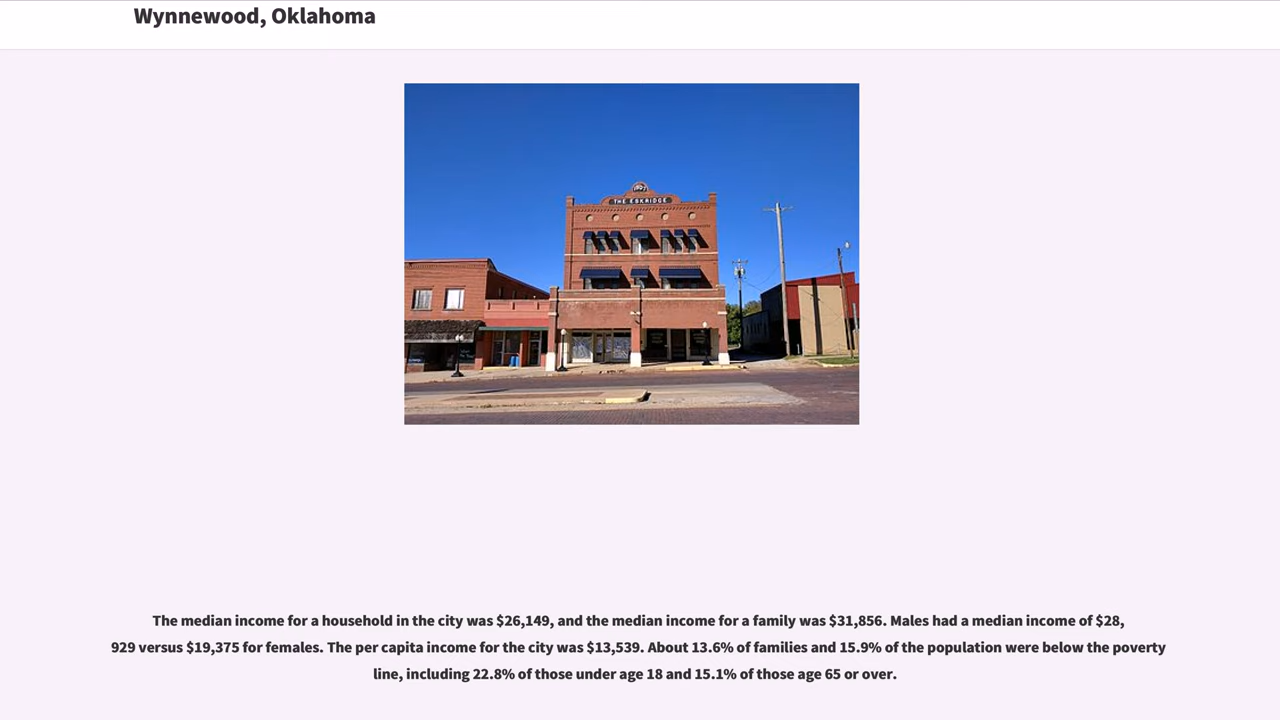 Wynnewood, Oklahoma
THE ESKRIDGE
The median income for a household in the city was $26,149, and the median income for a family was $31,856. Males had a median income of $28,
929 versus $19,375 for females. The per capita income for the city was $13,539. About 13.6% of families and 15.9% of the population were below the poverty
line, including 22.8% of those under age 18 and 15.1% of those age 65 or over.